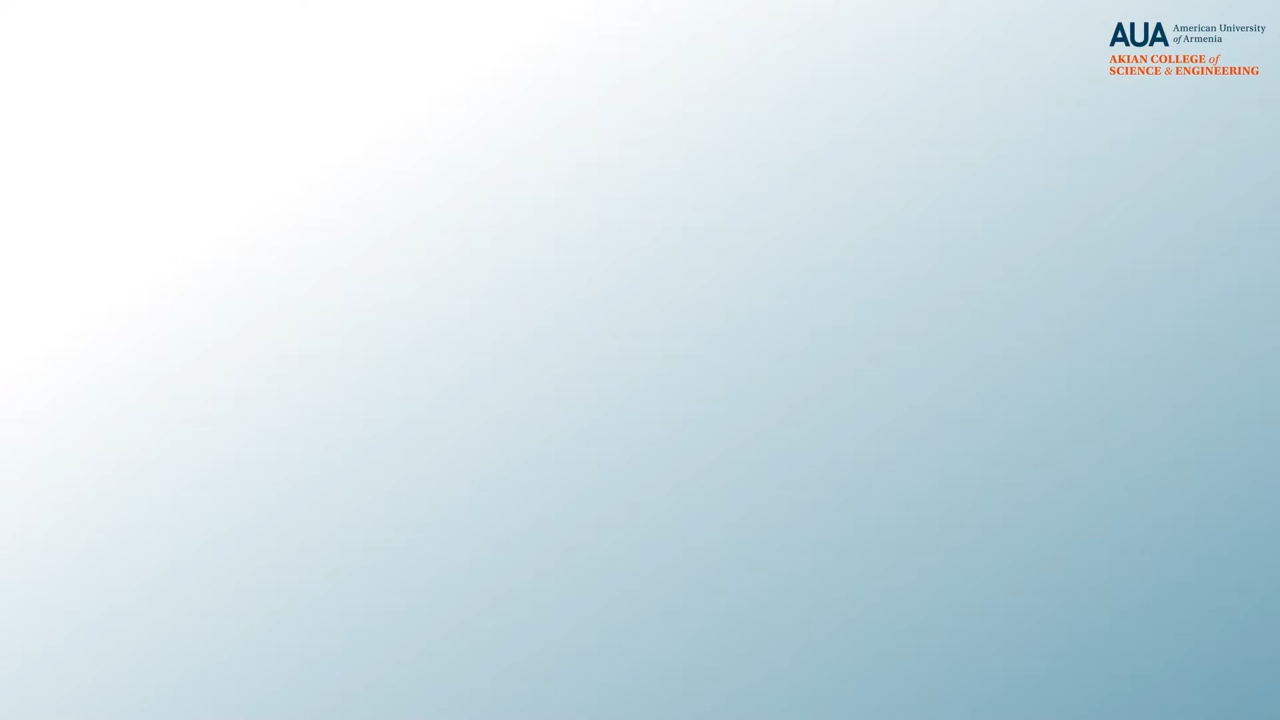 AUA
American University
of Armenia
AKIAN COLLEGE of
SCIENCE & ENGINEERING